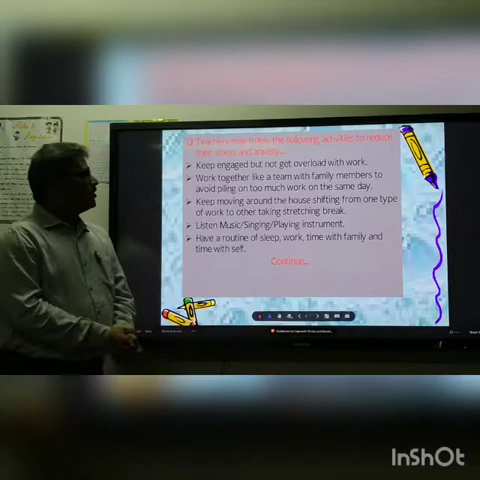 ❑ Teachers may follow the following activities to reduce
their stress and anxiety...
➢ Keep engaged but not get overload with work.
➢ Work together like a team with family members to
avoid piling on too much work on the same day.
➢ Keep moving around the house shifting from one type
of work to other taking stretching break.
➢ Listen Music/Singing/Playing instrument.
➢ Have a routine of sleep, work, time with family and
time with self.
Continue...
InShOt